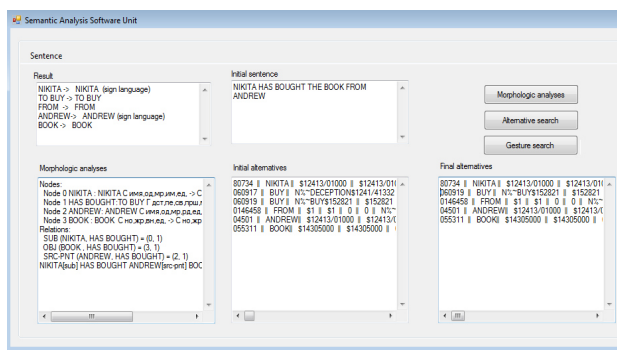 Semantic Analysis Software Unit
Sentence
Result
NIKITA -> NIKITA (sign language)
TO BUY -> TO BUY
FROM -> FROM
ANDREW-> ANDREW (sign language)
BOOK -> BOOK
Initial sentence
NIKITA HAS BOUGHT THE BOOK FROM
ANDREW
Morphologic analyses
Alternative search
Gesture search
Morphologic analyses
Nodes:
Node 0 NIKITA : NIKITA С имя,од,мр,им,ед, -> С
Node 1 HAS BOUGHT:TO BUY Г дст,пе,св,прш,
Node 2 ANDREW: ANDREW С имя,од,мр,рд,ед,
Node 3 BOOK : BOOK С но,жр,вн,ед, -> С но,жр
Relations:
SUB (NIKITA, HAS BOUGHT) = (0, 1)
OBJ (BOOK , HAS BOUGHT) = (3, 1)
SRC-PNT (ANDREW, HAS BOUGHT) = (2, 1)
NIKITA[sub] HAS BOUGHT ANDREW[src-pnt] BOO
Initial alternatives
80734 || NIKITA || $12413/01000 || $12413/01
060917 || BUY || N%~DECEPTION$1241/41332
060919 || BUY || N%~BUY$152821 || $152821
0146458 || FROM || $1 || $1 || 0 || 0 || N%~
04501 || ANDREW|| $12413/01000 || $12413/0
055311 || BOOK|| $14305000 || $14305000 ||
Final alternatives
80734 || NIKITA || $12413/01000 || $12413/01
060919 || BUY || N%~BUY$152821 || $152821
0146458 || FROM || $1 || $1 || 0 || 0 || N%~
04501 || ANDREW|| $12413/01000 || $12413/0
055311 || BOOK|| $14305000 || $14305000 ||